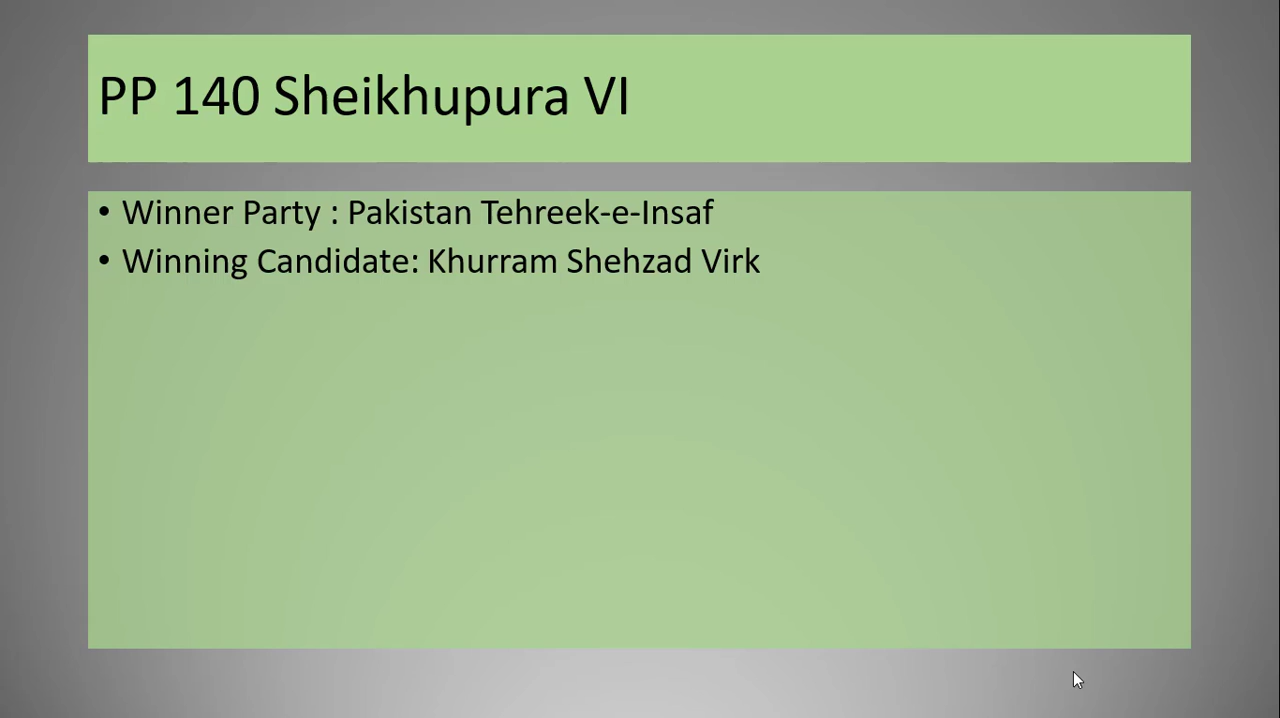 PP 140 Sheikhupura VI
• Winner Party : Pakistan Tehreek-e-Insaf
• Winning Candidate: Khurram Shehzad Virk